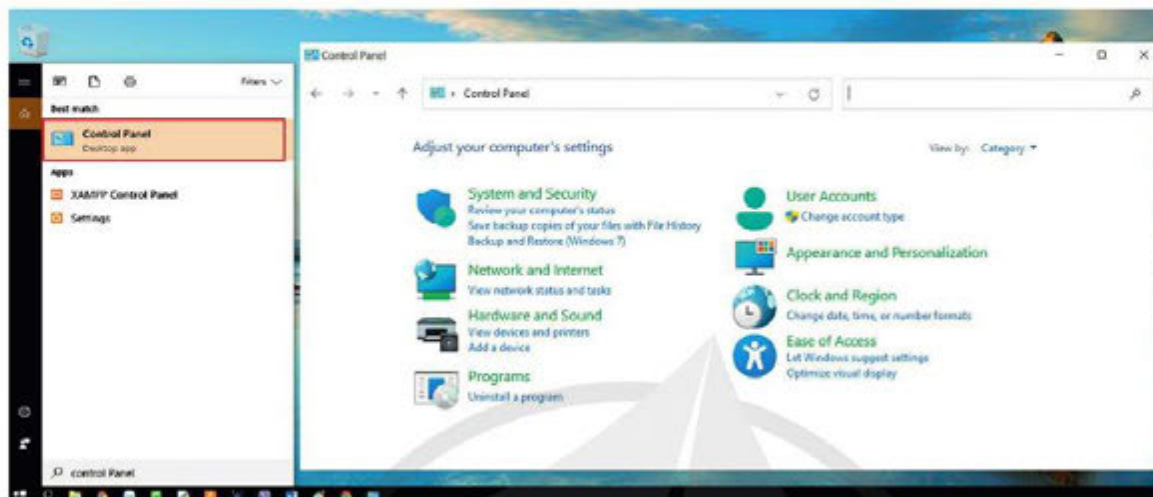 Filters
Best match
Control Panel
Desktop app
Apps
XAMPP Control Panel
Settings
control Panel
Control Panel
Control Panel
Adjust your computer's settings
View by: Category
System and Security
Review your computer's status
Save backup copies of your files with File History
Backup and Restore (Windows 7)
Network and Internet
View network status and tasks
Hardware and Sound
View devices and printers
Add a device
Programs
Uninstall a program
User Accounts
Change account type
Appearance and Personalization
Clock and Region
Change date, time, or number formats
Ease of Access
Let Windows suggest settings
Optimize visual display